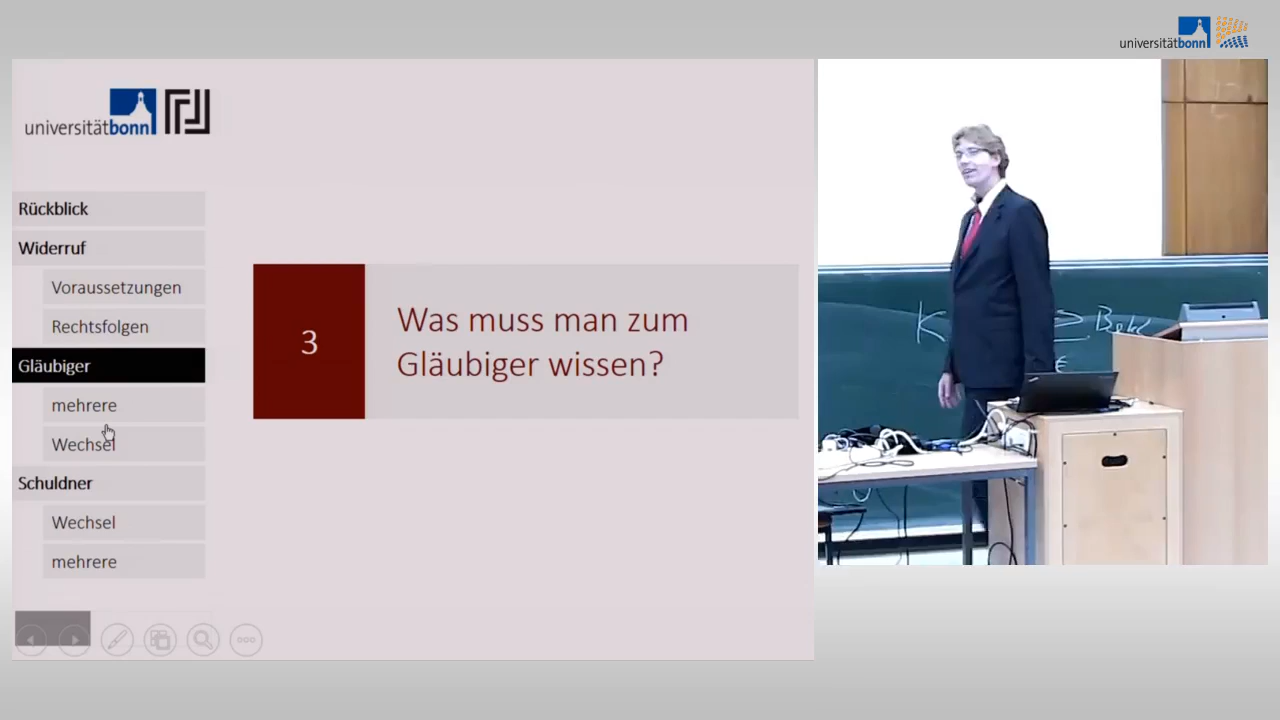 universitätbonn
universitätbonn
Rückblick
Widerruf
Voraussetzungen
Rechtsfolgen
Gläubiger
mehrere
Wechsel
Schuldner
Wechsel
mehrere
3
Was muss man zum
Gläubiger wissen?
K